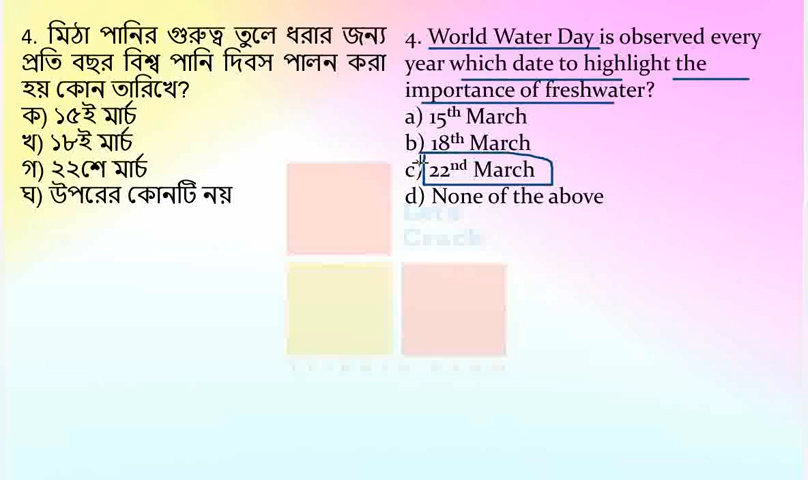 4. মিঠা পানির গুরুত্ব তুলে ধরার জন্য
প্রতি বছর বিশ্ব পানি দিবস পালন করা
হয় কোন তারিখে?
ক) ১৫ই মার্চ
খ) ১৮ই মার্চ
গ) ২২শে মার্চ
ঘ) উপরের কোনটি নয়
4. World Water Day is observed every
year which date to highlight the
importance of freshwater?
a) 15th March
b) 18th March
c) 22nd March
d) None of the above
Let's
Crack